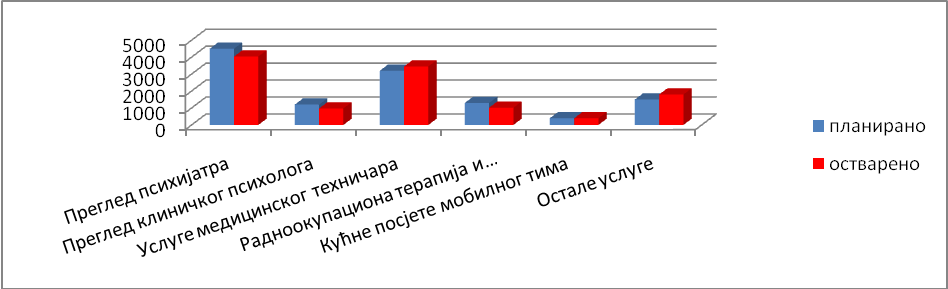 5000
4000
3000
2000
1000
0
Преглед психијатра
Преглед клиничког психолога
Услуге медицинског техничара
Радноокупациона терапија и...
Кућне посјете мобилног тима
Остале услуге
планирано
остварено